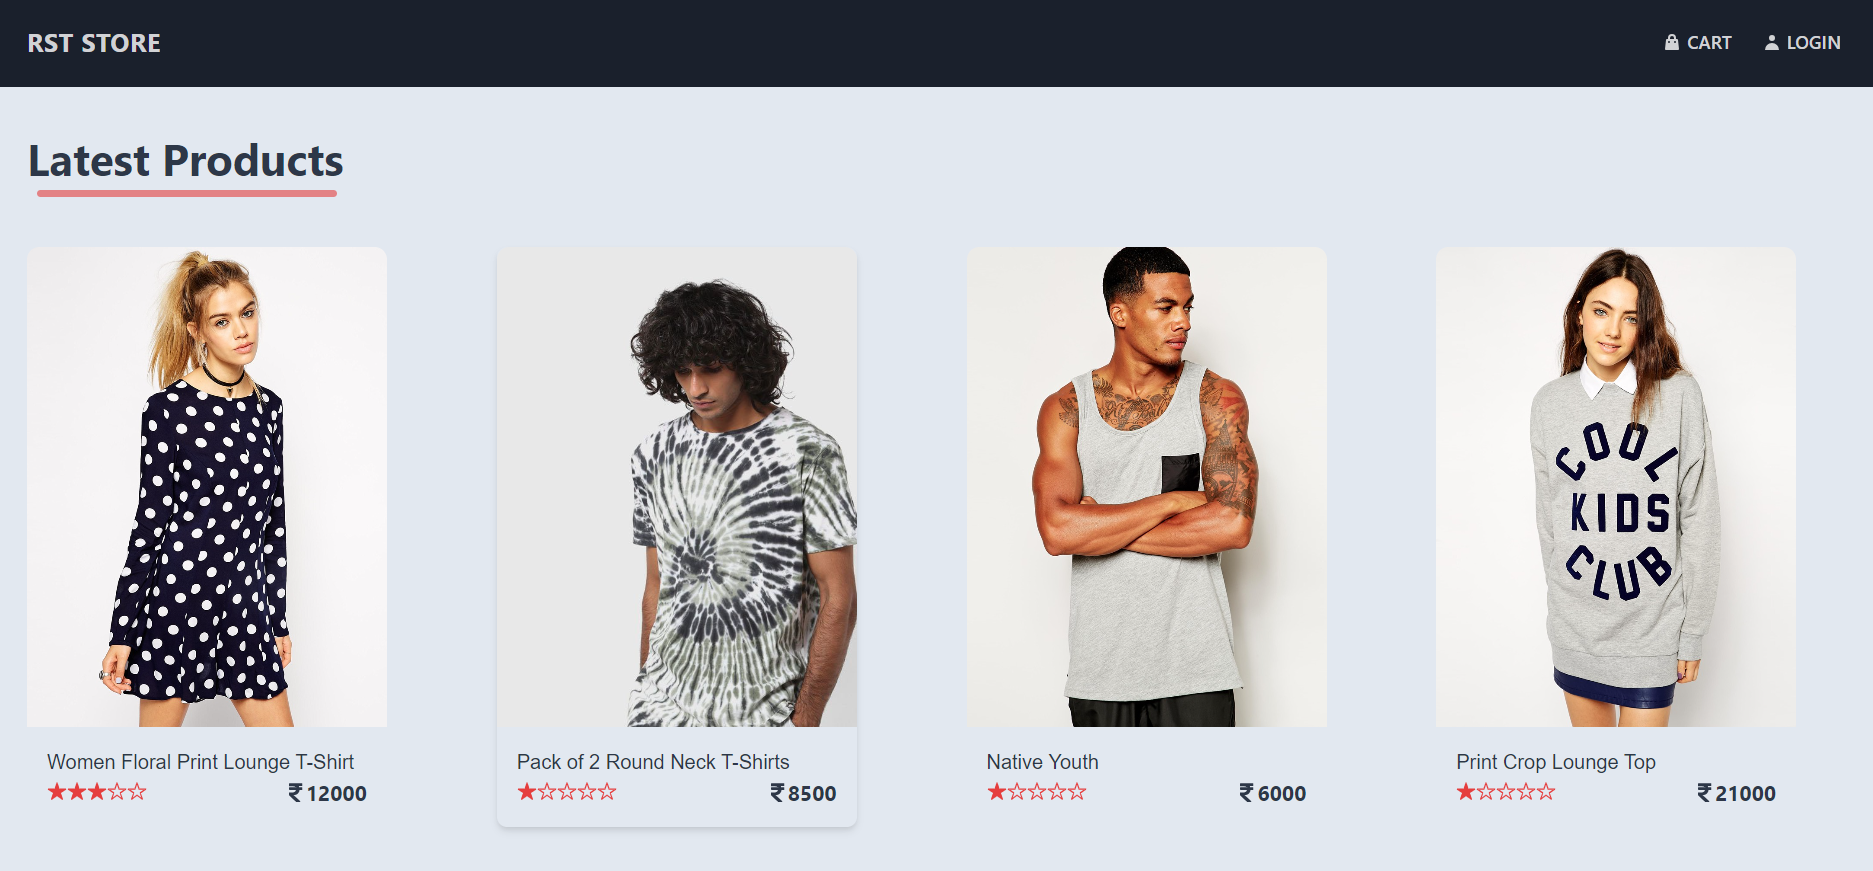 RST STORE
CART
LOGIN
Latest Products
COOL
KIDS
CLUB
Women Floral Print Lounge T-Shirt
₹ 12000
Pack of 2 Round Neck T-Shirts
₹ 8500
Native Youth
₹ 6000
Print Crop Lounge Top
₹ 21000